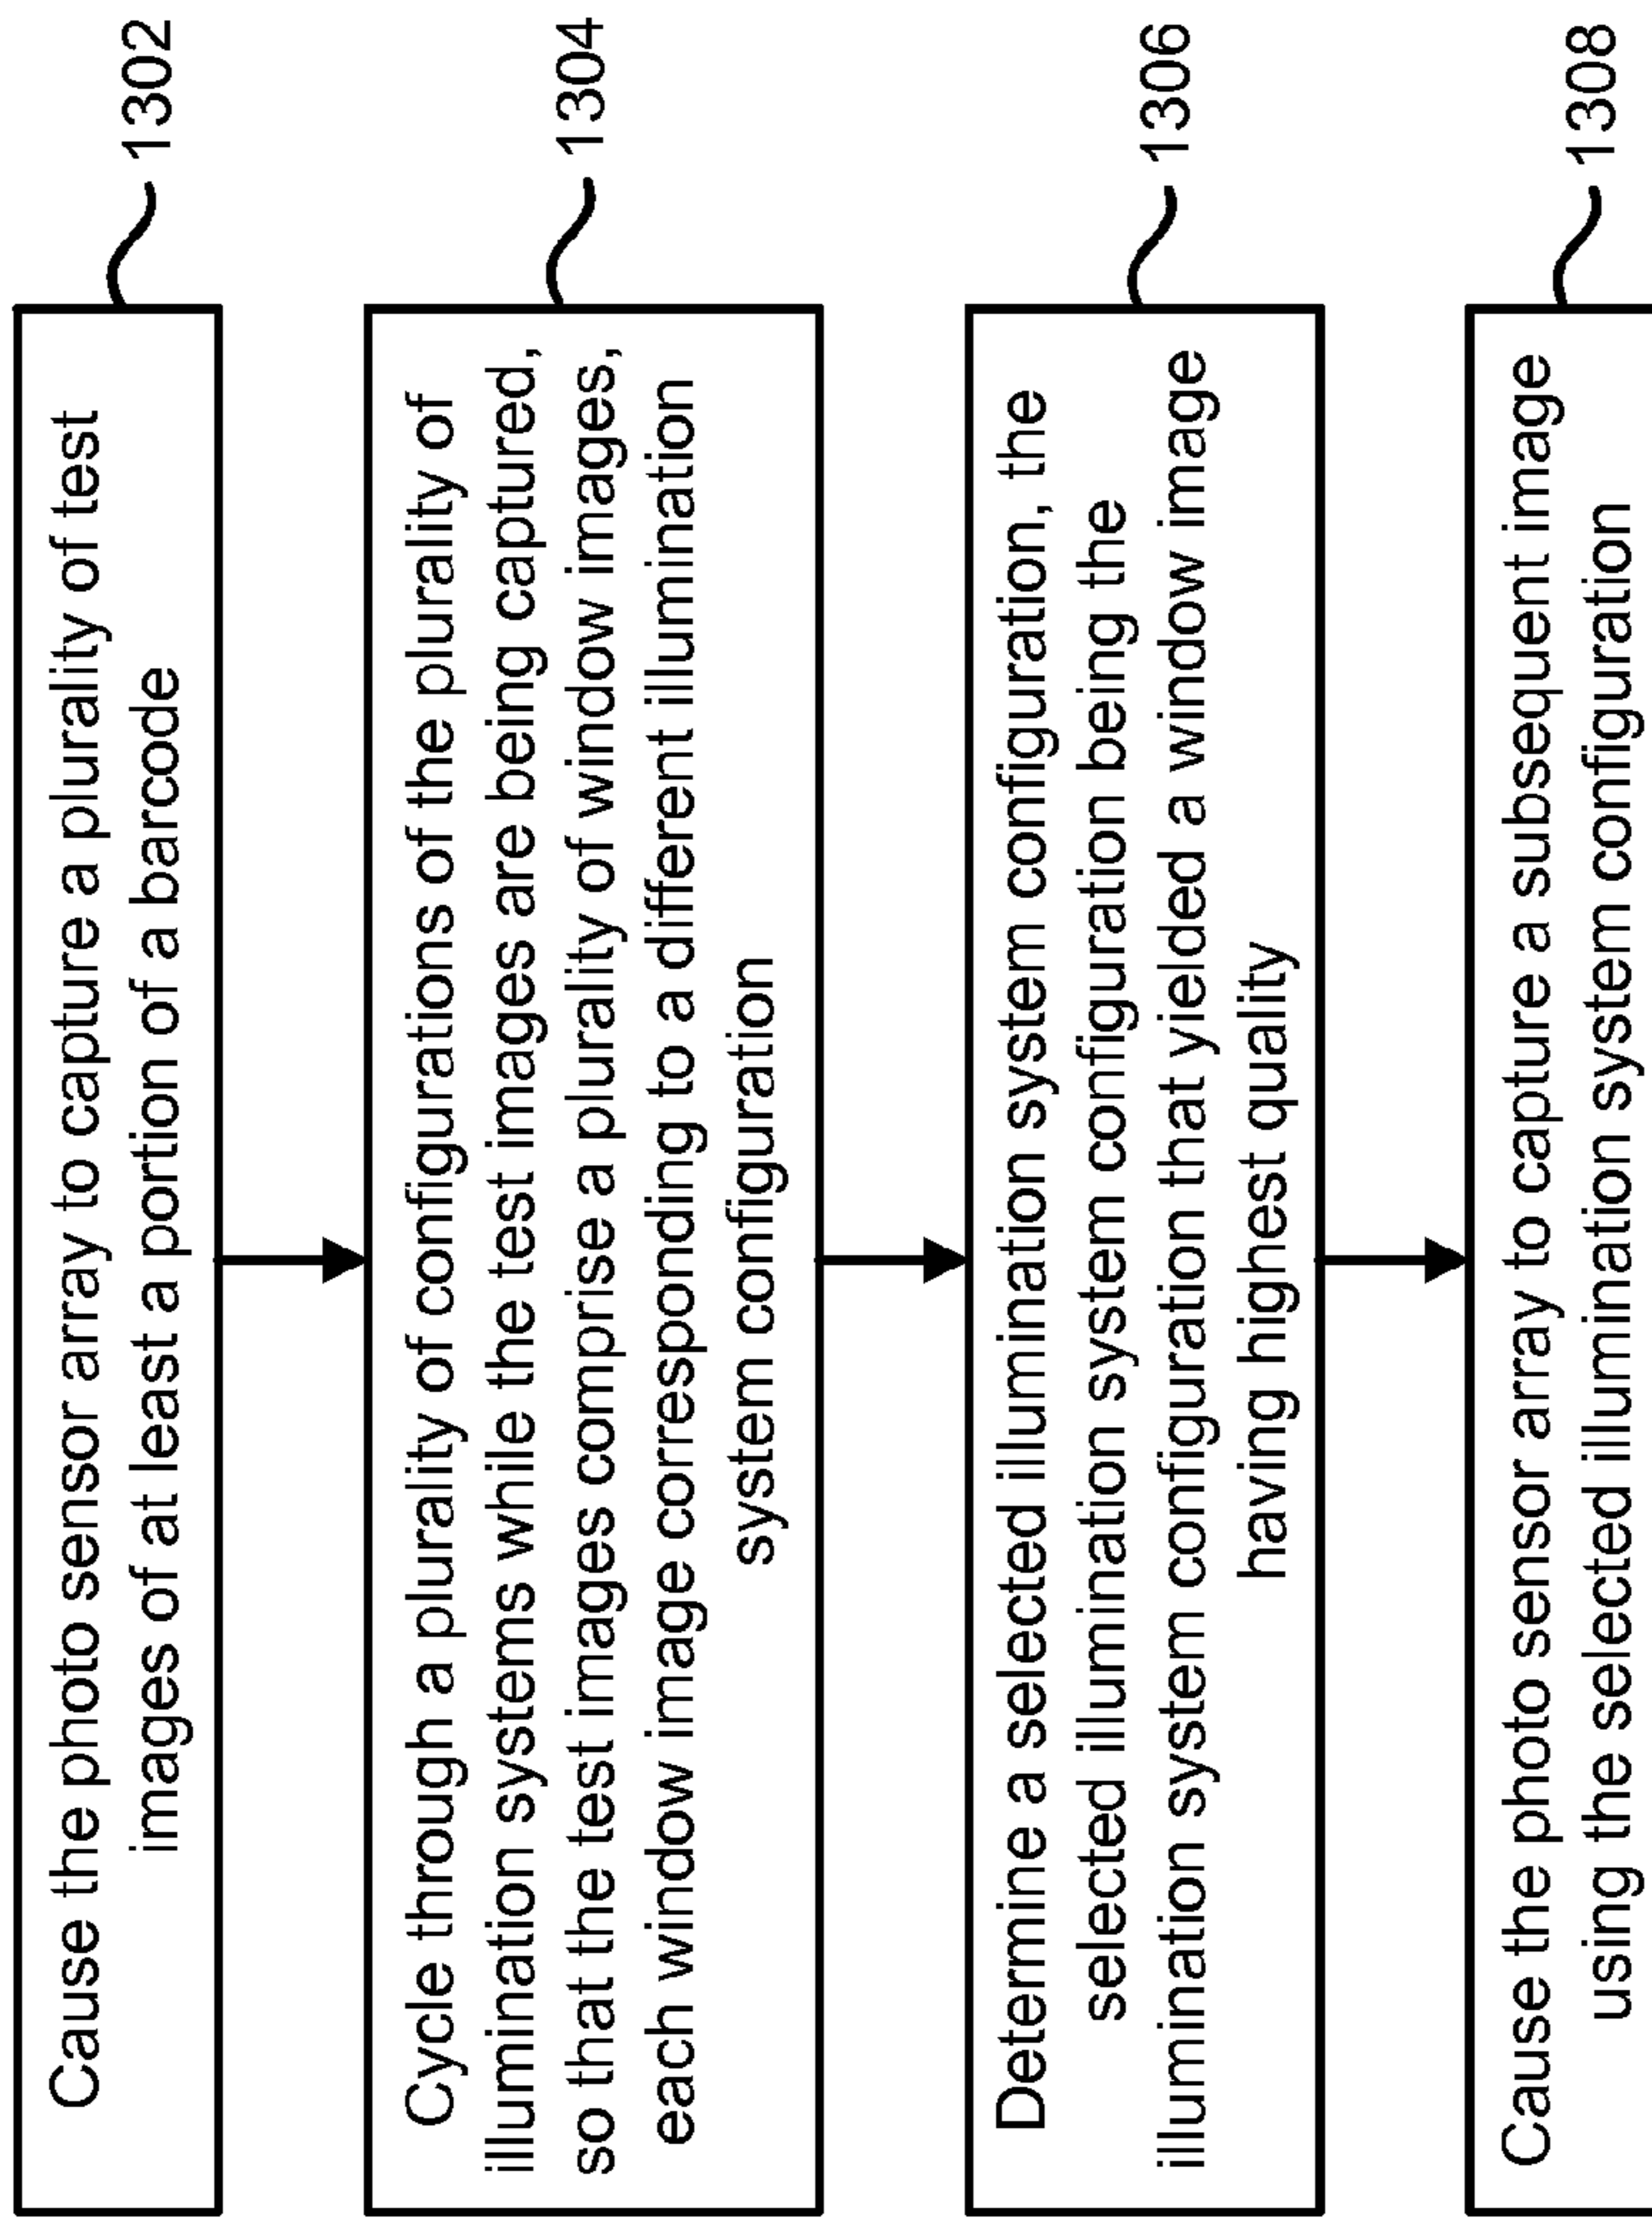 Cause the photo sensor array to capture a plurality of test
images of at least a portion of a barcode
1302
Cycle through a plurality of configurations of the plurality of
illumination systems while the test images are being captured,
so that the test images comprise a plurality of window images,
each window image corresponding to a different illumination
system configuration
1304
Determine a selected illumination system configuration, the
selected illumination system configuration being the
illumination system configuration that yielded a window image
having highest quality
1306
Cause the photo sensor array to capture a subsequent image
using the selected illumination system configuration
1308